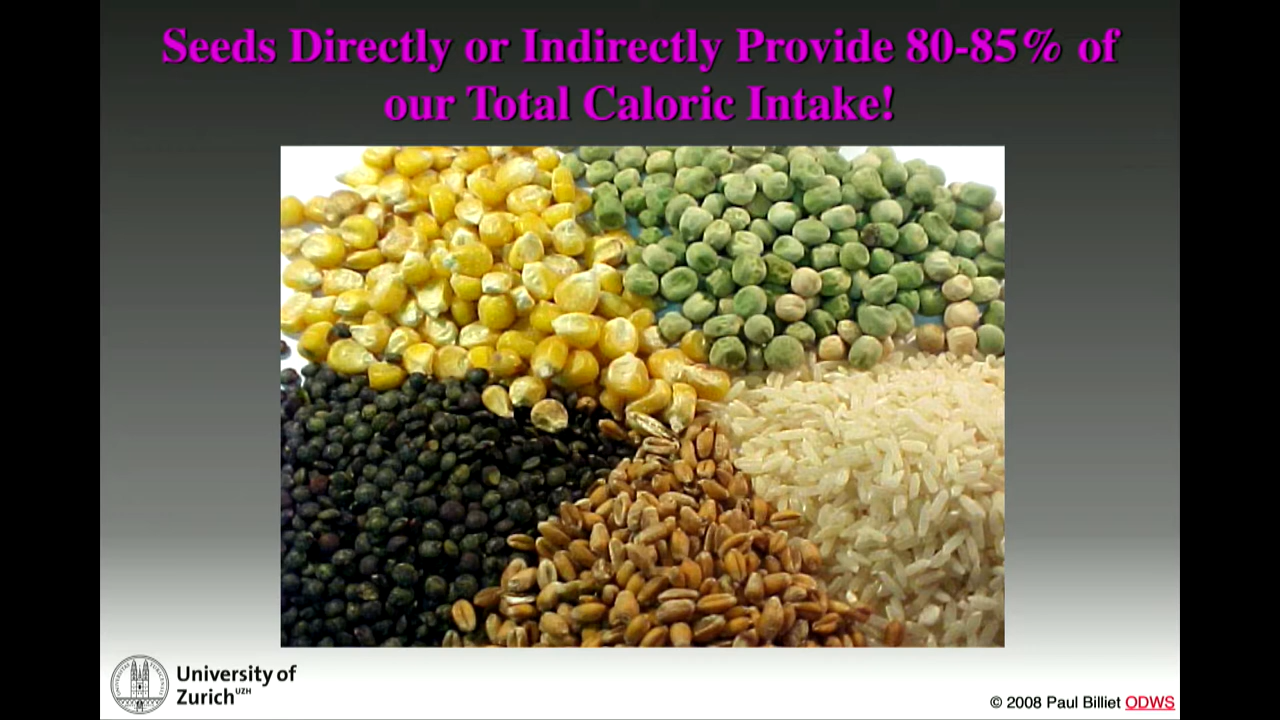 Seeds Directly or Indirectly Provide 80-85% of
our Total Caloric Intake!
University of
Zurich UZH
© 2008 Paul Billiet ODWS